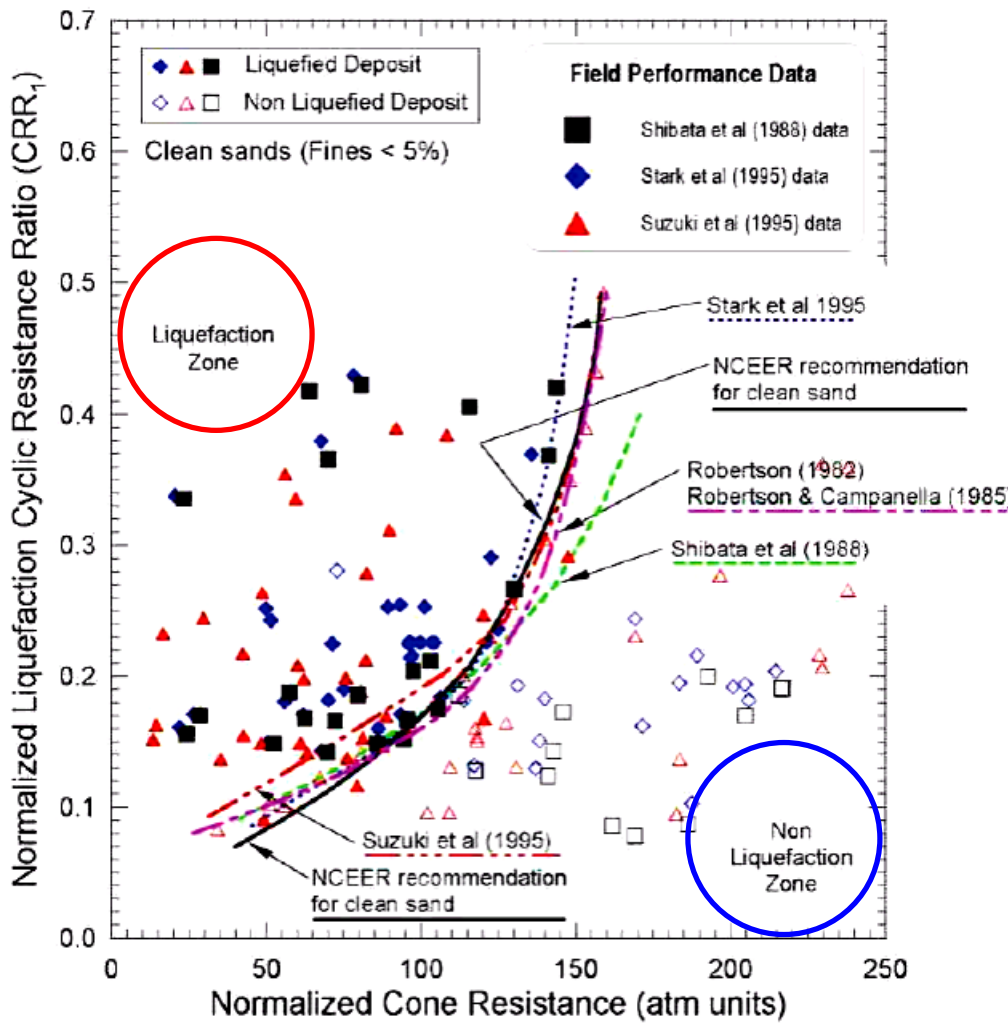 0.7
0.6
0.5
0.4
0.3
0.2
0.1
0.0
Normalized Liquefaction Cyclic Resistance Ratio (CRR1)
Liquefied Deposit
Non Liquefied Deposit
Clean sands (Fines < 5%)
Field Performance Data
Shibata et al (1988) data
Stark et al (1995) data
Suzuki et al (1995) data
Liquefaction
Zone
Stark et al 1995
NCEER recommendation
for clean sand
Robertson (1982)
Robertson & Campanella (1985)
Shibata et al (1988)
Suzuki et al (1995)
NCEER recommendation
for clean sand
Non
Liquefaction
Zone
0 50 100 150 200 250
Normalized Cone Resistance (atm units)